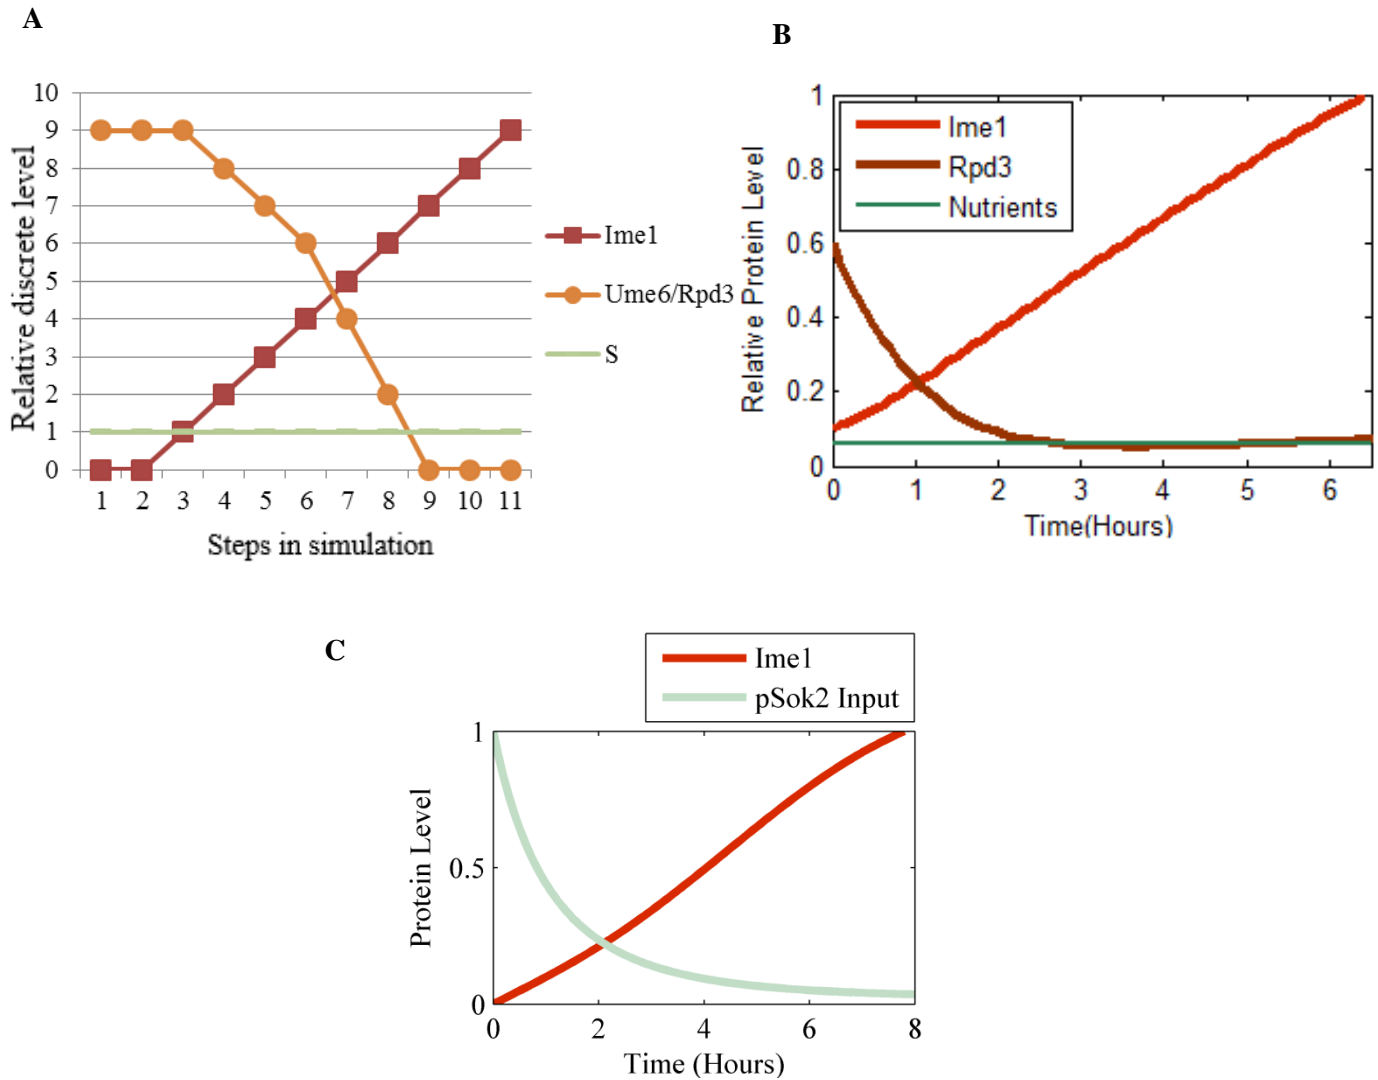 A
B
10
9
8
7
6
5
4
3
2
1
0
Relative discrete level
1 2 3 4 5 6 7 8 9 10 11
Steps in simulation
Ime1
Ume6/Rpd3
S
1
0.8
0.6
0.4
0.2
0
Relative Protein Level
Ime1
Rpd3
Nutrients
0 1 2 3 4 5 6
Time(Hours)
C
Ime1
pSok2 Input
1
0.5
0
Protein Level
0 2 4 6 8
Time (Hours)